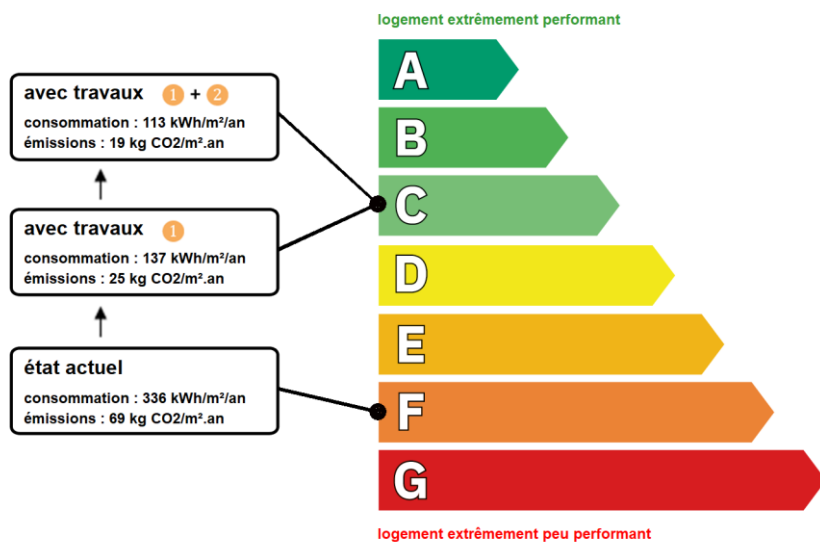 logement extrêmement performant
A
avec travaux 1 + 2
consommation : 113 kWh/m²/an
émissions : 19 kg CO2/m².an
B
avec travaux 1
consommation : 137 kWh/m²/an
émissions : 25 kg CO2/m².an
C
D
E
état actuel
consommation : 336 kWh/m²/an
émissions : 69 kg CO2/m².an
F
G
logement extrêmement peu performant